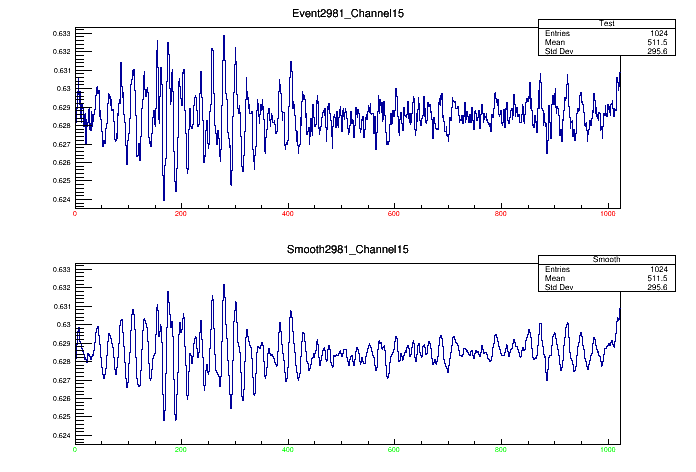 Event2981_Channel15
Test
Entries 1024
Mean 511.5
Std Dev 295.6
0.633
0.632
0.631
0.63
0.629
0.628
0.627
0.626
0.625
0.624
0 200 400 600 800 1000
Smooth2981_Channel15
Smooth
Entries 1024
Mean 511.5
Std Dev 295.6
0.633
0.632
0.631
0.63
0.629
0.628
0.627
0.626
0.625
0.624
0 200 400 600 800 1000